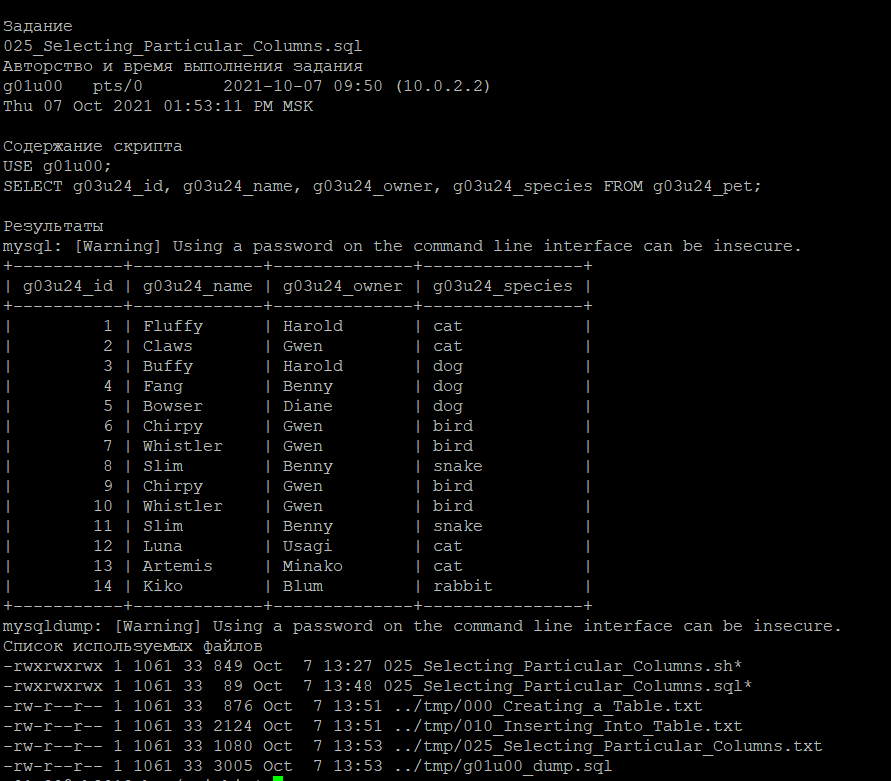 Задание
025_Selecting_Particular_Columns.sql
Авторство и время выполнения задания
g01u00   pts/0        2021-10-07 09:50 (10.0.2.2)
Thu 07 Oct 2021 01:53:11 PM MSK
Содержание скрипта
USE g01u00;
SELECT g03u24_id, g03u24_name, g03u24_owner, g03u24_species FROM g03u24_pet;
Результаты
mysql: [Warning] Using a password on the command line interface can be insecure.
+-----------+-------------+--------------+----------------+
| g03u24_id | g03u24_name | g03u24_owner | g03u24_species |
+-----------+-------------+--------------+----------------+
|         1 | Fluffy      | Harold       | cat            |
|         2 | Claws       | Gwen         | cat            |
|         3 | Buffy       | Harold       | dog            |
|         4 | Fang        | Benny        | dog            |
|         5 | Bowser      | Diane        | dog            |
|         6 | Chirpy      | Gwen         | bird           |
|         7 | Whistler    | Gwen         | bird           |
|         8 | Slim        | Benny        | snake          |
|         9 | Chirpy      | Gwen         | bird           |
|        10 | Whistler    | Gwen         | bird           |
|        11 | Slim        | Benny        | snake          |
|        12 | Luna        | Usagi        | cat            |
|        13 | Artemis     | Minako       | cat            |
|        14 | Kiko        | Blum         | rabbit         |
+-----------+-------------+--------------+----------------+
mysqldump: [Warning] Using a password on the command line interface can be insecure.
Список используемых файлов
-rwxrwxrwx 1 1061 33 849 Oct  7 13:27 025_Selecting_Particular_Columns.sh*
-rwxrwxrwx 1 1061 33  89 Oct  7 13:48 025_Selecting_Particular_Columns.sql*
-rw-r--r-- 1 1061 33  876 Oct  7 13:51 ../tmp/000_Creating_a_Table.txt
-rw-r--r-- 1 1061 33 2124 Oct  7 13:51 ../tmp/010_Inserting_Into_Table.txt
-rw-r--r-- 1 1061 33 1080 Oct  7 13:53 ../tmp/025_Selecting_Particular_Columns.txt
-rw-r--r-- 1 1061 33 3005 Oct  7 13:53 ../tmp/g01u00_dump.sql